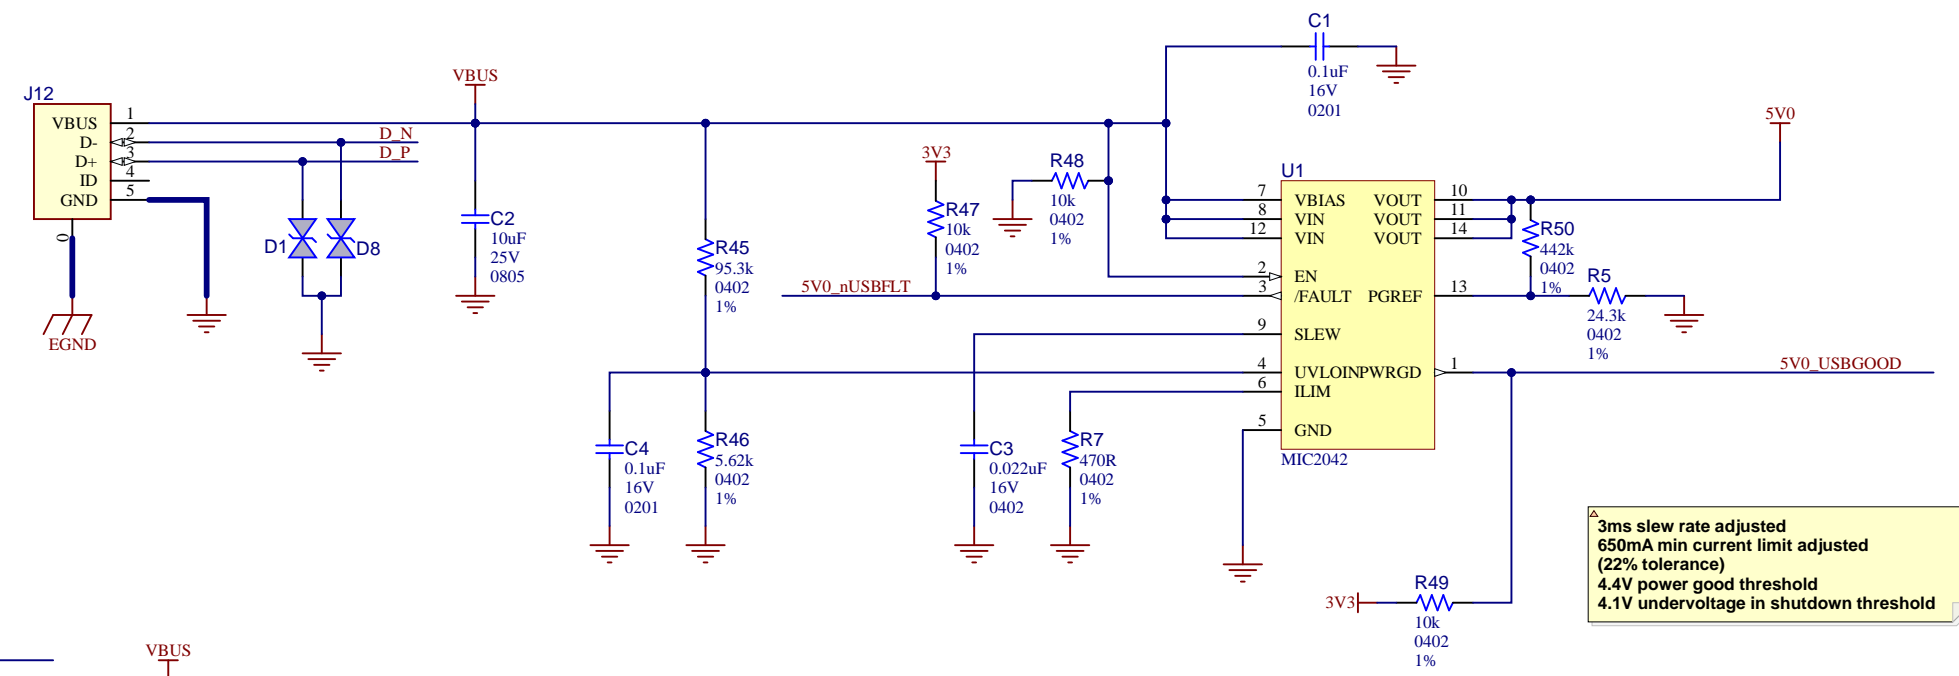 C1
0.1uF
16V
0201
VBUS
J12
VBUS 1
D- 2
D+ 3
ID 4
GND 5
0
EGND
D_N
D_P
D1
D8
C2
10uF
25V
0805
R45
95.3k
0402
1%
3V3
R47
10k
0402
1%
R48
10k
0402
1%
5V0_nUSBFLT
5V0
U1
7 VBIAS VOUT 10
8 VIN VOUT 11
12 VIN VOUT 14
2 EN
3 /FAULT PGREF 13
9 SLEW
4 UVLOIN PWRGD 1
6 ILIM
5 GND
MIC2042
R50
442k
0402
1%
R5
24.3k
0402
1%
5V0_USBGOOD
C4
0.1uF
16V
0201
R46
5.62k
0402
1%
C3
0.022uF
16V
0402
R7
470R
0402
1%
3V3
R49
10k
0402
1%
3ms slew rate adjusted
650mA min current limit adjusted
(22% tolerance)
4.4V power good threshold
4.1V undervoltage in shutdown threshold
VBUS